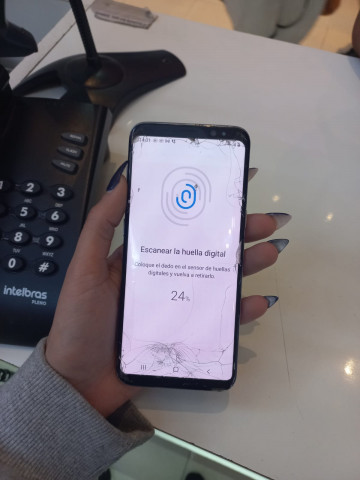 Escanear la huella digital
Coloque el dedo en el sensor de huellas
digitales y vuelva a retirarlo.
24%
2
3
5
6
8
9
0
#
intelbras
PLENO